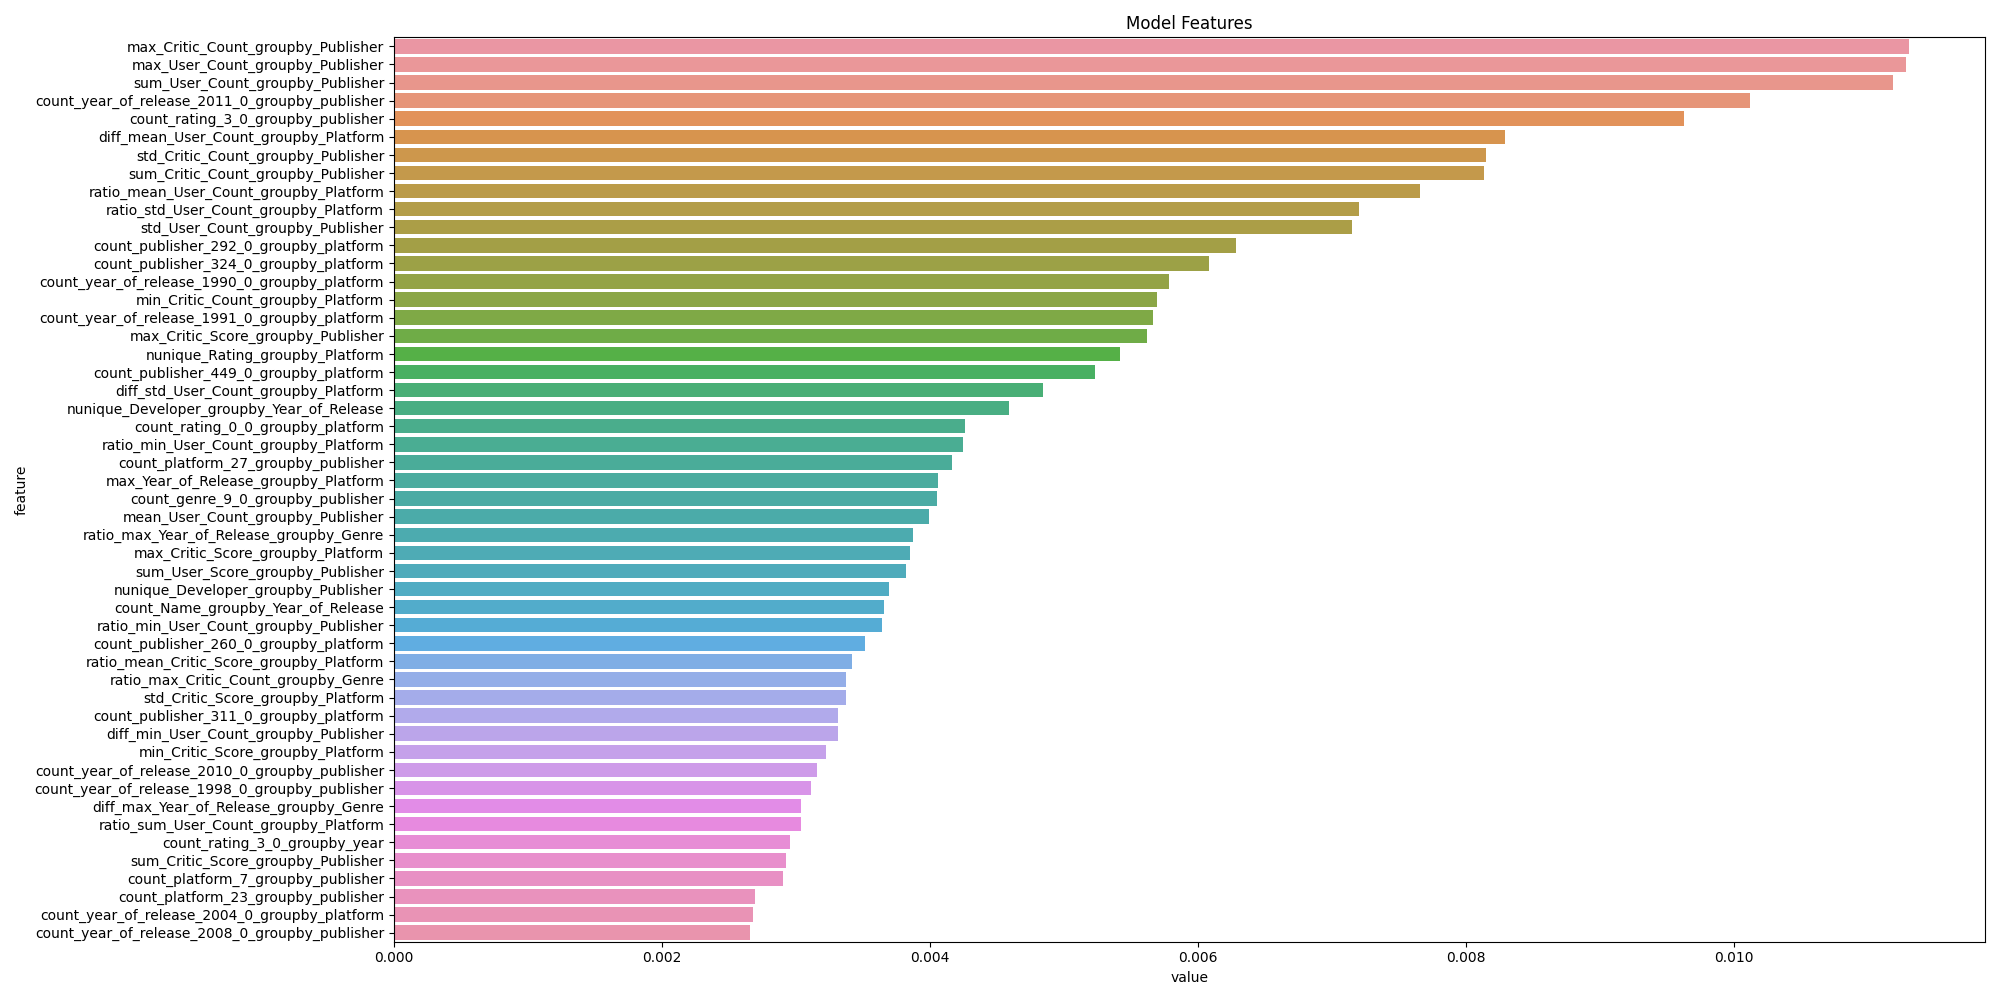 Model Features
max_Critic_Count_groupby_Publisher
max_User_Count_groupby_Publisher
sum_User_Count_groupby_Publisher
count_year_of_release_2011_0_groupby_publisher
count_rating_3_0_groupby_publisher
diff_mean_User_Count_groupby_Platform
std_Critic_Count_groupby_Publisher
sum_Critic_Count_groupby_Publisher
ratio_mean_User_Count_groupby_Platform
ratio_std_User_Count_groupby_Platform
std_User_Count_groupby_Publisher
count_publisher_292_0_groupby_platform
count_publisher_324_0_groupby_platform
count_year_of_release_1990_0_groupby_platform
min_Critic_Count_groupby_Platform
count_year_of_release_1991_0_groupby_platform
max_Critic_Score_groupby_Publisher
nunique_Rating_groupby_Platform
count_publisher_449_0_groupby_platform
diff_std_User_Count_groupby_Platform
nunique_Developer_groupby_Year_of_Release
count_rating_0_0_groupby_platform
ratio_min_User_Count_groupby_Platform
count_platform_27_groupby_publisher
max_Year_of_Release_groupby_Platform
count_genre_9_0_groupby_publisher
mean_User_Count_groupby_Publisher
ratio_max_Year_of_Release_groupby_Genre
max_Critic_Score_groupby_Platform
sum_User_Score_groupby_Publisher
nunique_Developer_groupby_Publisher
count_Name_groupby_Year_of_Release
ratio_min_User_Count_groupby_Publisher
count_publisher_260_0_groupby_platform
ratio_mean_Critic_Score_groupby_Platform
ratio_max_Critic_Count_groupby_Genre
std_Critic_Score_groupby_Platform
count_publisher_311_0_groupby_platform
diff_min_User_Count_groupby_Publisher
min_Critic_Score_groupby_Platform
count_year_of_release_2010_0_groupby_publisher
count_year_of_release_1998_0_groupby_publisher
diff_max_Year_of_Release_groupby_Genre
ratio_sum_User_Count_groupby_Platform
count_rating_3_0_groupby_year
sum_Critic_Score_groupby_Publisher
count_platform_7_groupby_publisher
count_platform_23_groupby_publisher
count_year_of_release_2004_0_groupby_platform
count_year_of_release_2008_0_groupby_publisher
feature
0.000 0.002 0.004 0.006 0.008 0.010
value